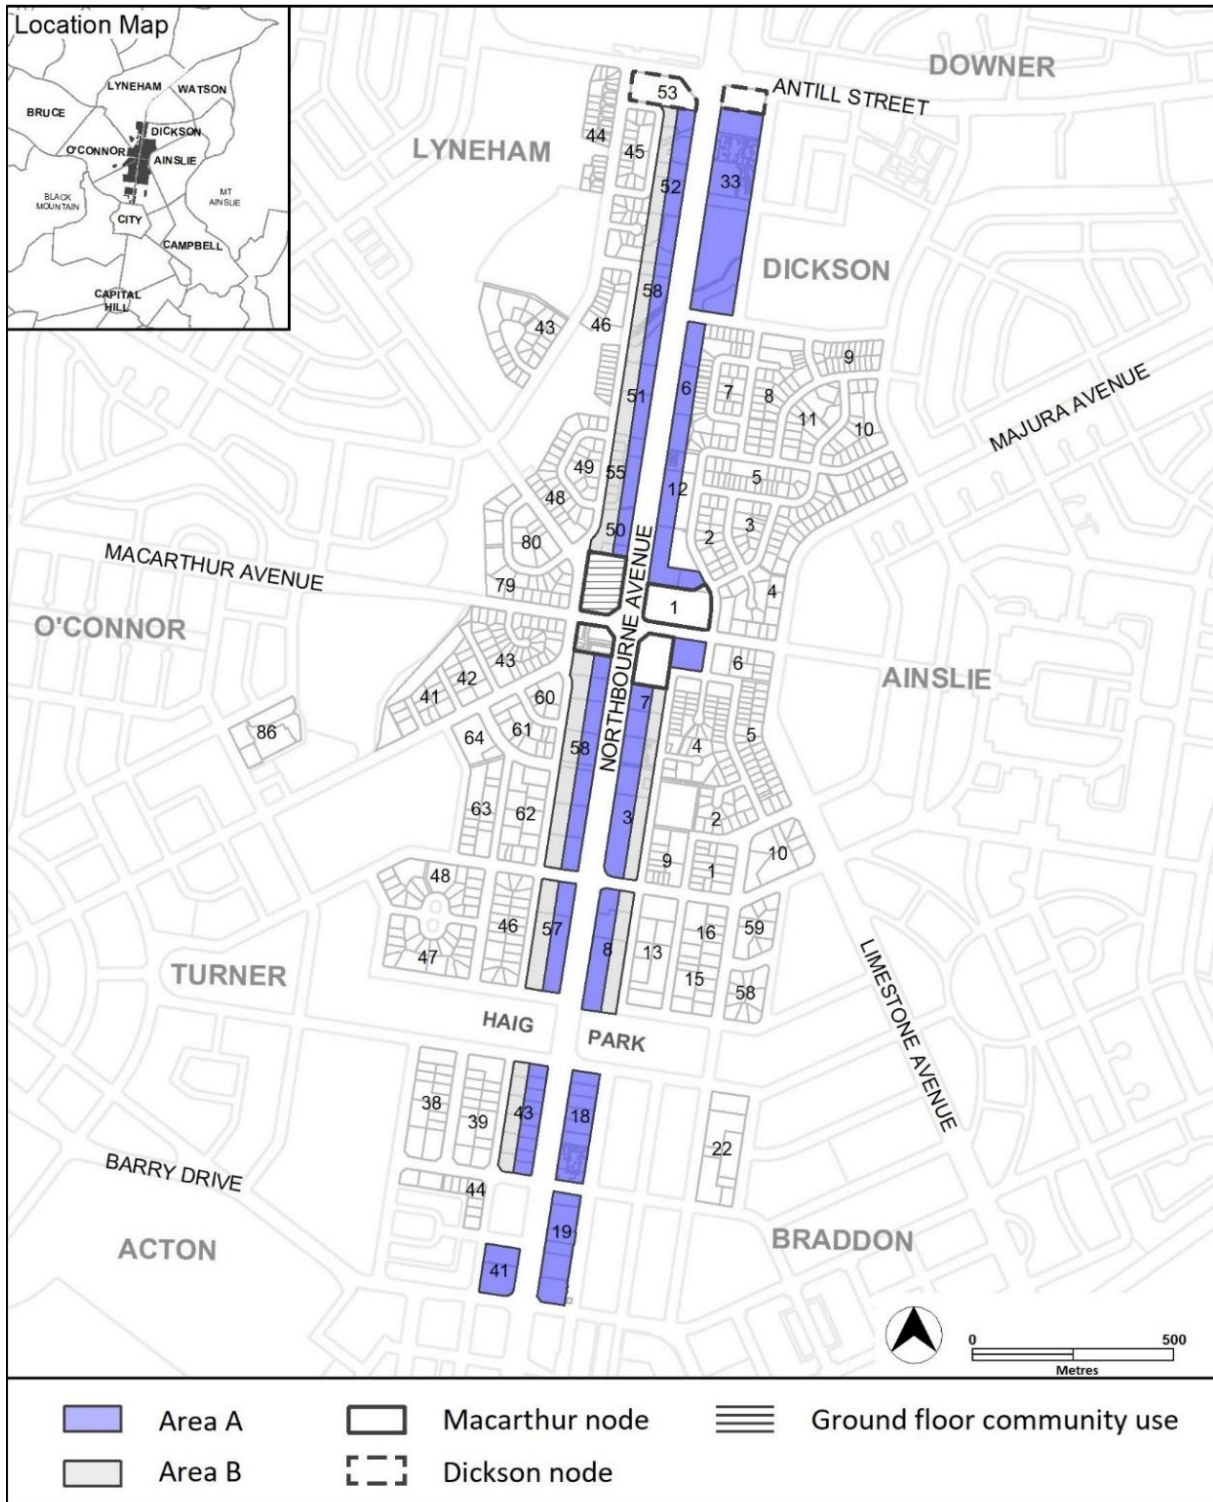 Location Map
LYNEHAM
WATSON
BRUCE
DICKSON
O'CONNOR
AINSLIE
BLACK
MOUNTAIN
MT
AINSLIE
CITY
CAMPBELL
CAPITAL
HILL
DOWNER
ANTILL STREET
53
44
LYNEHAM
45
52
33
DICKSON
58
43
46
9
51
6
7
8
MAJURA AVENUE
11
10
49
55
5
48
12
50
3
2
80
NORTHBOURNE AVENUE
MACARTHUR AVENUE
79
4
1
O'CONNOR
43
6
42
AINSLIE
41
60
7
86
61
5
64
58
4
63
62
3
2
10
9
1
48
46
57
8
16
59
13
47
15
58
TURNER
LIMESTONE AVENUE
HAIG
PARK
38
39
43
18
22
BARRY DRIVE
44
19
ACTON
BRADDON
41
0
500
Metres
Area A
Macarthur node
Ground floor community use
Area B
Dickson node